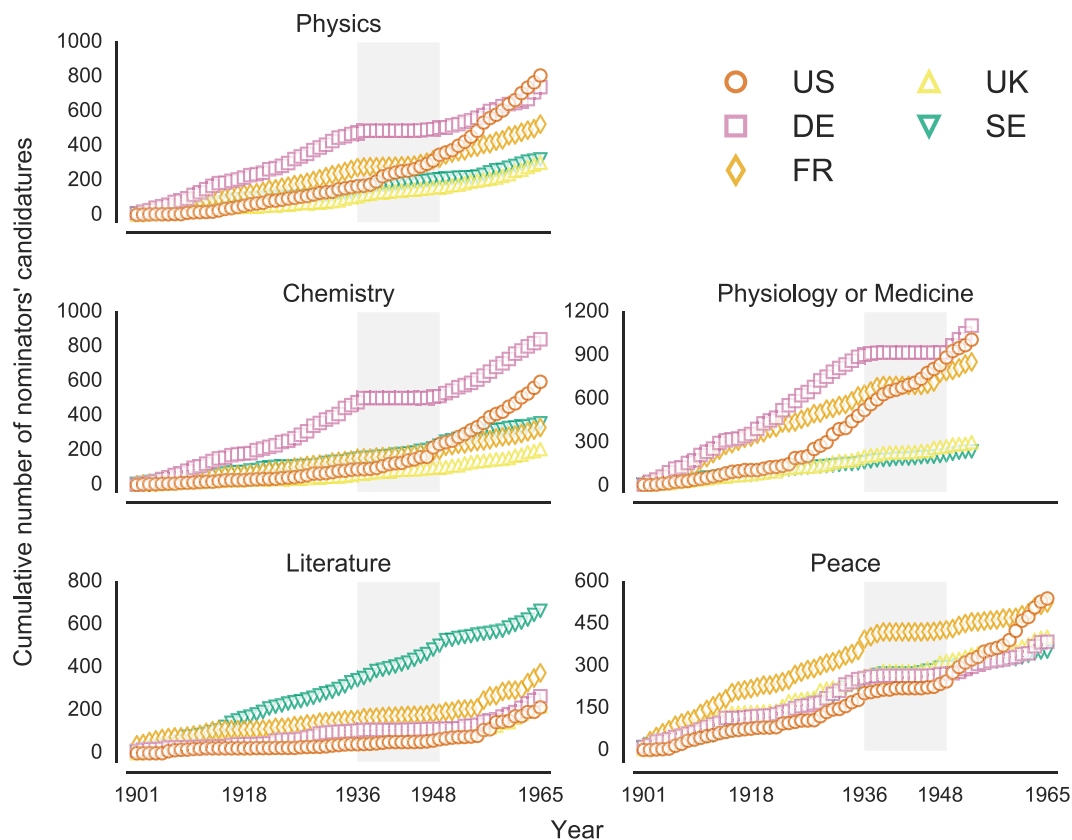 Physics
1000
800
600
400
200
0
US
DE
FR
UK
SE
Cumulative number of nominators' candidatures
Chemistry
1000
800
600
400
200
0
Physiology or Medicine
1200
900
600
300
0
Literature
800
600
400
200
0
1901 1918 1936 1948 1965
Peace
600
450
300
150
0
1901 1918 1936 1948 1965
Year